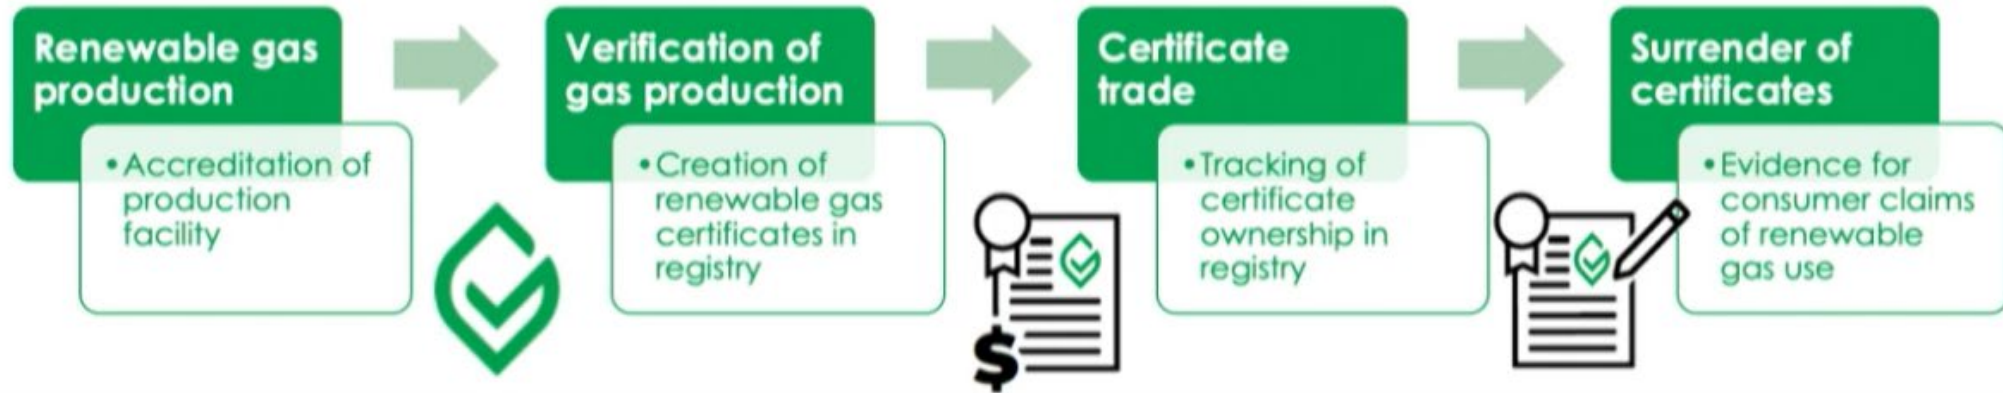 Renewable gas
production
• Accreditation of
production
facility
Verification of
gas production
• Creation of
renewable gas
certificates in
registry
Certificate
trade
• Tracking of
certificate
ownership in
registry
$
Surrender of
certificates
• Evidence for
consumer claims
of renewable
gas use